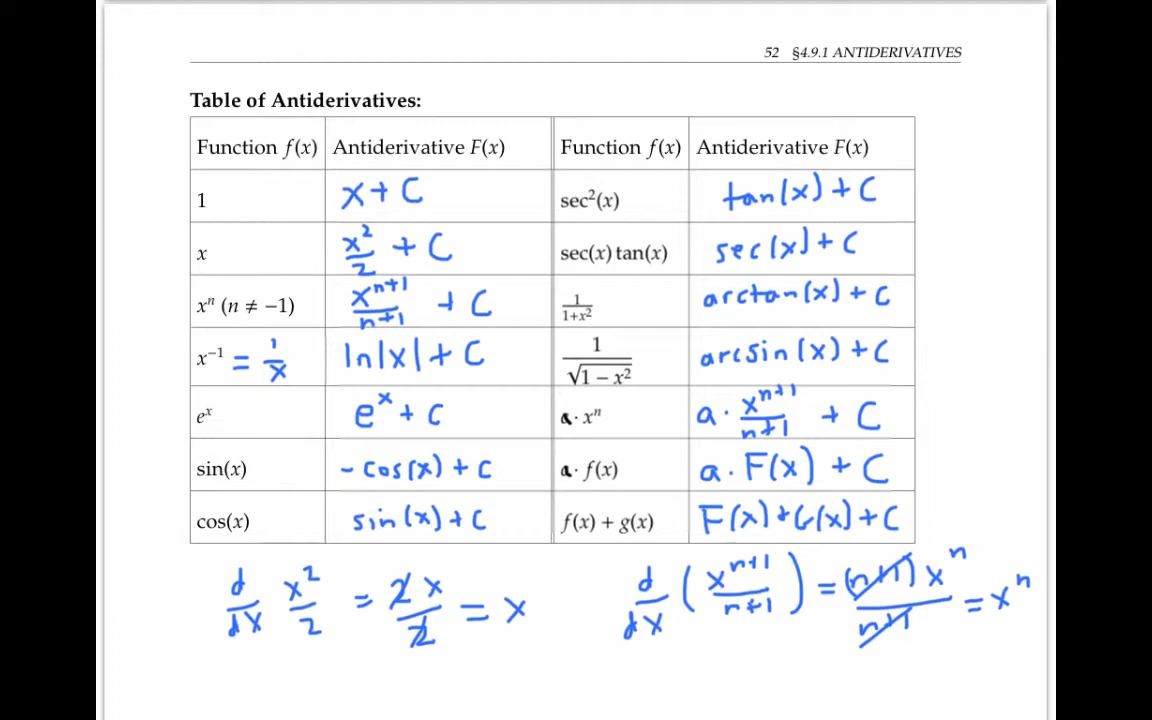 52 §4.9.1 ANTIDERIVATIVES
Table of Antiderivatives:
Function f(x) Antiderivative F(x) Function f(x) Antiderivative F(x)
1 x + C sec²(x) tan(x) + C
x x²/2 + C sec(x) tan(x) sec(x) + C
xⁿ (n ≠ −1) xⁿ⁺¹/n+1 + C 1/1+x² arctan(x) + C
x⁻¹ = 1/x ln|x| + C 1/√1 − x² arcsin(x) + C
eˣ eˣ + C a · xⁿ a · xⁿ⁺¹/n+1 + C
sin(x) - cos(x) + C a · f(x) a · F(x) + C
cos(x) sin(x) + C f(x) + g(x) F(x) + G(x) + C
d/dx x²/2 = 2x/2 = x d/dx (xⁿ⁺¹/n+1) = (n+1)xⁿ/n+1 = xⁿ